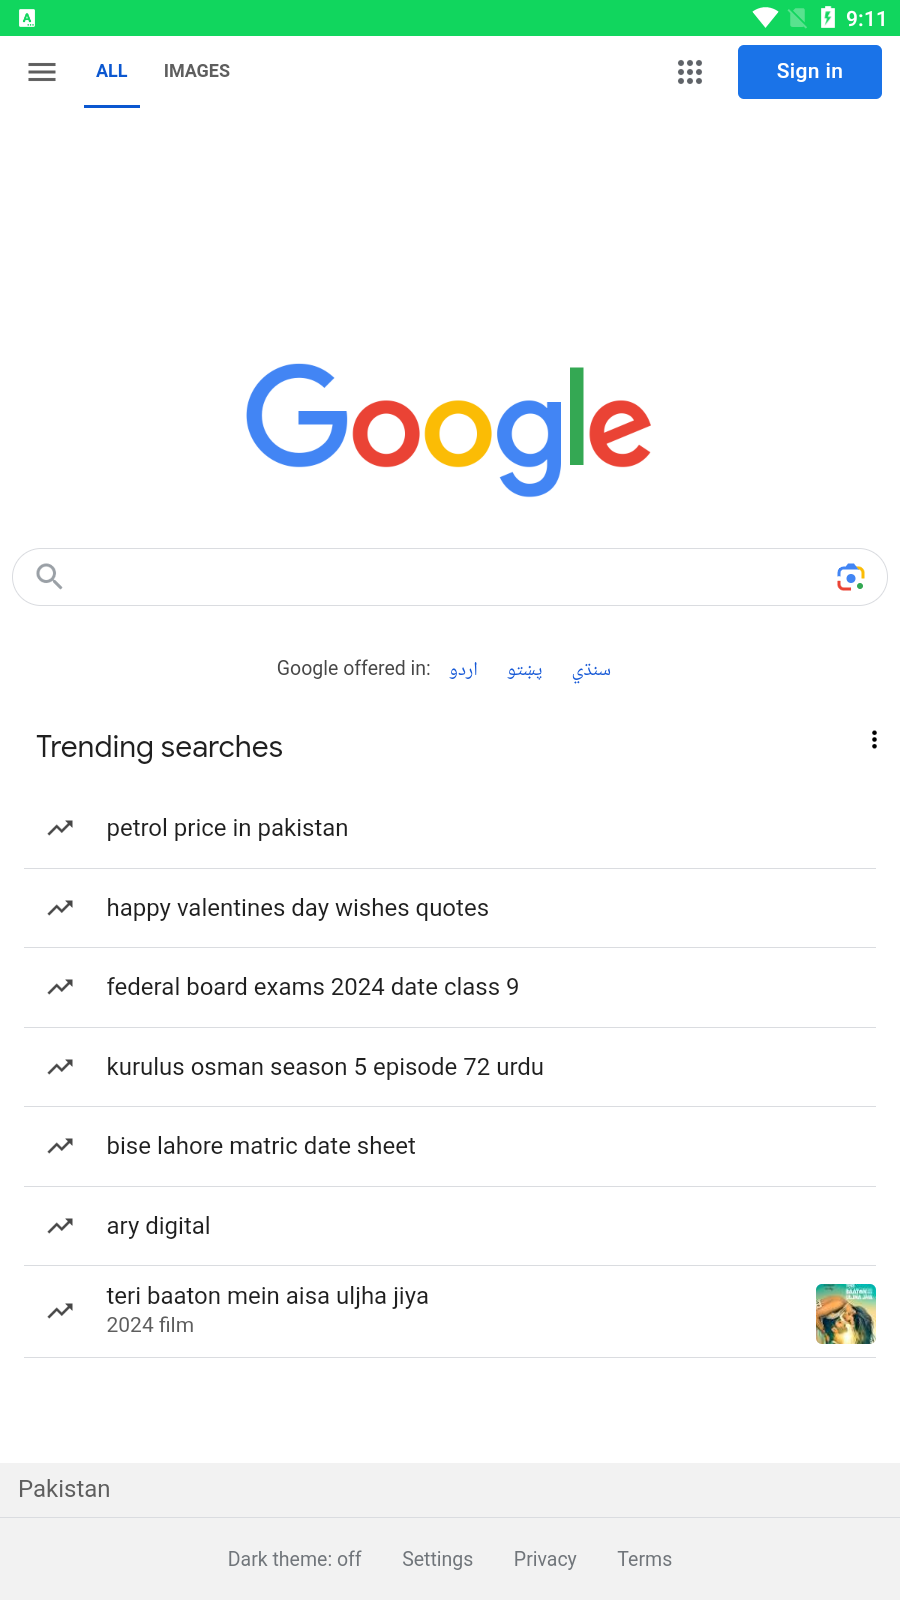 9:11
ALL IMAGES Sign in
Google
Google offered in: اردو پښتو سنڌي
Trending searches
petrol price in pakistan
happy valentines day wishes quotes
federal board exams 2024 date class 9
kurulus osman season 5 episode 72 urdu
bise lahore matric date sheet
ary digital
teri baaton mein aisa uljha jiya
2024 film
Pakistan
Dark theme: off Settings Privacy Terms